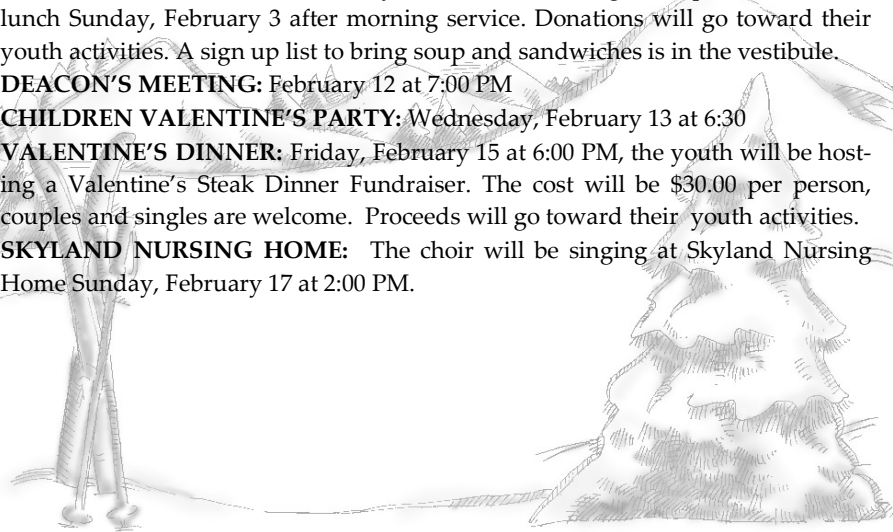 lunch Sunday, February 3 after morning service. Donations will go toward their
youth activities. A sign up list to bring soup and sandwiches is in the vestibule.
DEACON’S MEETING: February 12 at 7:00 PM
CHILDREN VALENTINE’S PARTY: Wednesday, February 13 at 6:30
VALENTINE’S DINNER: Friday, February 15 at 6:00 PM, the youth will be host-
ing a Valentine’s Steak Dinner Fundraiser. The cost will be $30.00 per person,
couples and singles are welcome. Proceeds will go toward their youth activities.
SKYLAND NURSING HOME: The choir will be singing at Skyland Nursing
Home Sunday, February 17 at 2:00 PM.